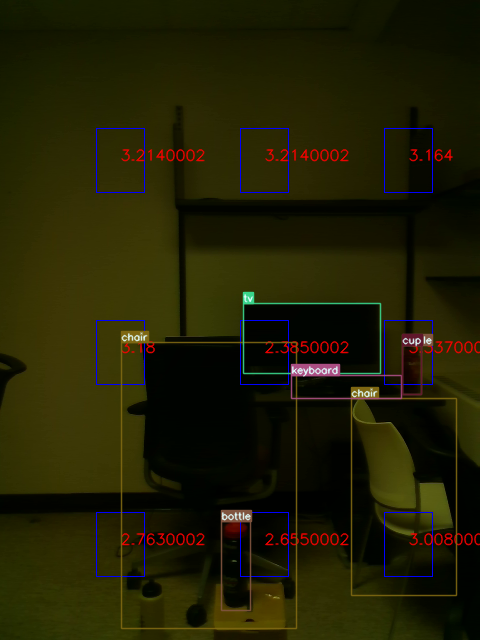 3.2140002 3.2140002 3.164
tv
chair cup le
3.18 2.3850002
keyboard
chair
bottle
2.7630002 2.6550002 3.008000